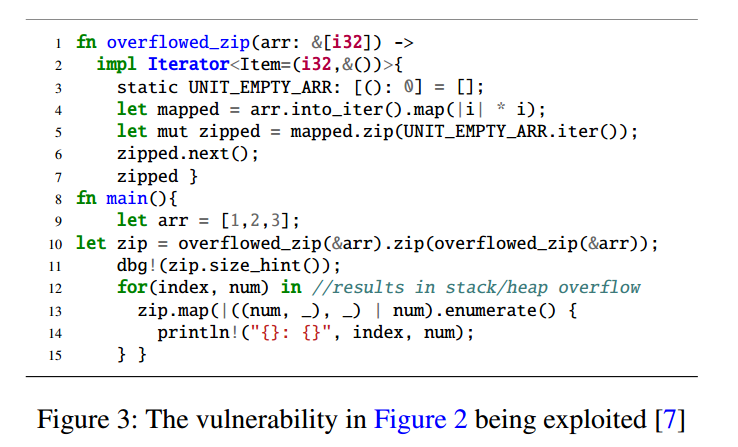 1 fn overflowed_zip(arr: &[i32]) ->
2 impl Iterator<Item=(i32,&())>{
3 static UNIT_EMPTY_ARR: [(): 0] = [];
4 let mapped = arr.into_iter().map(|i| * i);
5 let mut zipped = mapped.zip(UNIT_EMPTY_ARR.iter());
6 zipped.next();
7 zipped }
8 fn main(){
9 let arr = [1,2,3];
10 let zip = overflowed_zip(&arr).zip(overflowed_zip(&arr));
11 dbg!(zip.size_hint());
12 for(index, num) in //results in stack/heap overflow
13 zip.map(|((num, _), _) | num).enumerate() {
14 println!("{}: {}", index, num);
15 } }
Figure 3: The vulnerability in Figure 2 being exploited [7]